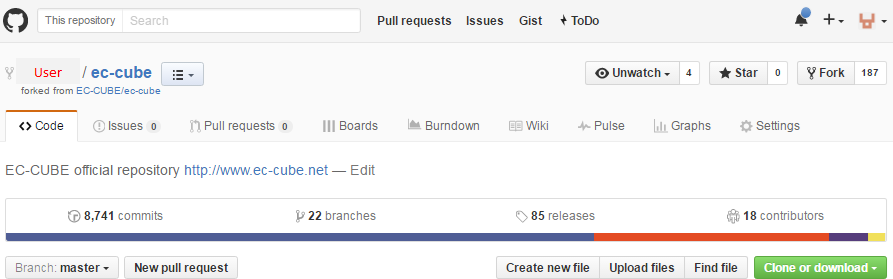 This repository Search Pull requests Issues Gist ToDo
User / ec-cube Unwatch 4 Star 0 Fork 187
forked from EC-CUBE/ec-cube
Code Issues 0 Pull requests 0 Boards Burndown Wiki Pulse Graphs Settings
EC-CUBE official repository http://www.ec-cube.net — Edit
8,741 commits 22 branches 85 releases 18 contributors
Branch: master New pull request Create new file Upload files Find file Clone or download